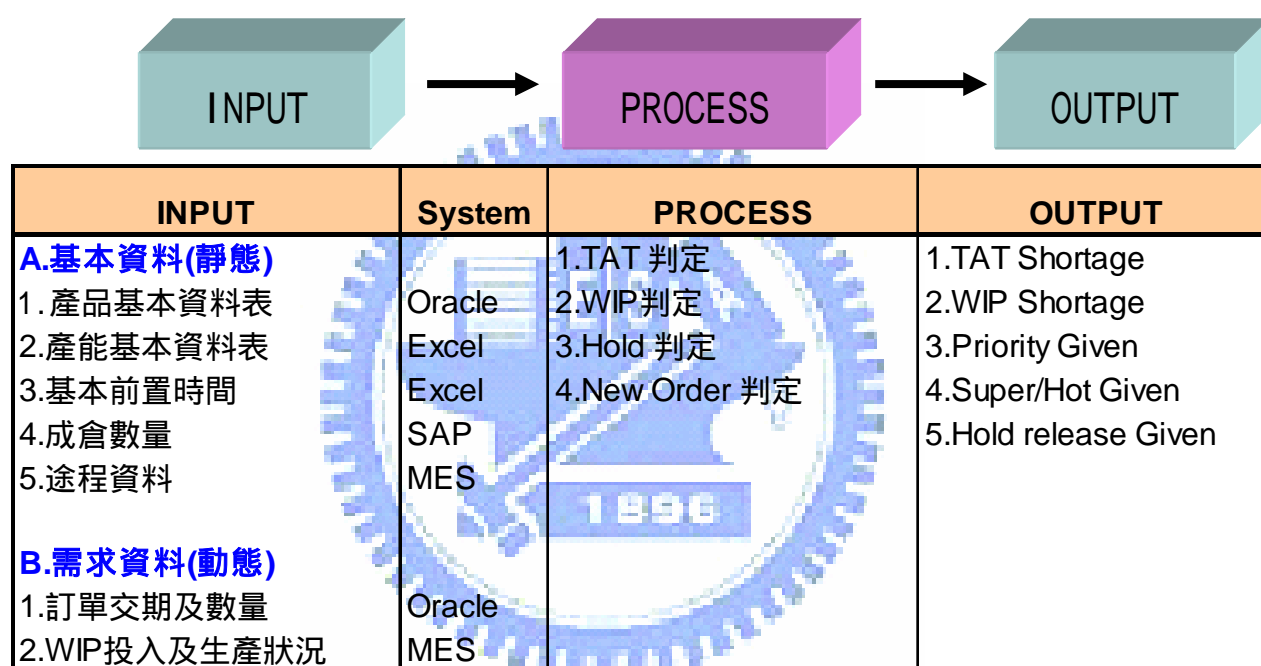 INPUT PROCESS OUTPUT
INPUT System PROCESS OUTPUT
A.基本資料(靜態) 1.TAT 判定 1.TAT Shortage
1.產品基本資料表 Oracle 2.WIP判定 2.WIP Shortage
2.產能基本資料表 Excel 3.Hold 判定 3.Priority Given
3.基本前置時間 Excel 4.New Order 判定 4.Super/Hot Given
4.成倉數量 SAP 5.Hold release Given
5.途程資料 MES
1896
B.需求資料(動態)
1.訂單交期及數量 Oracle
2.WIP投入及生產狀況 MES